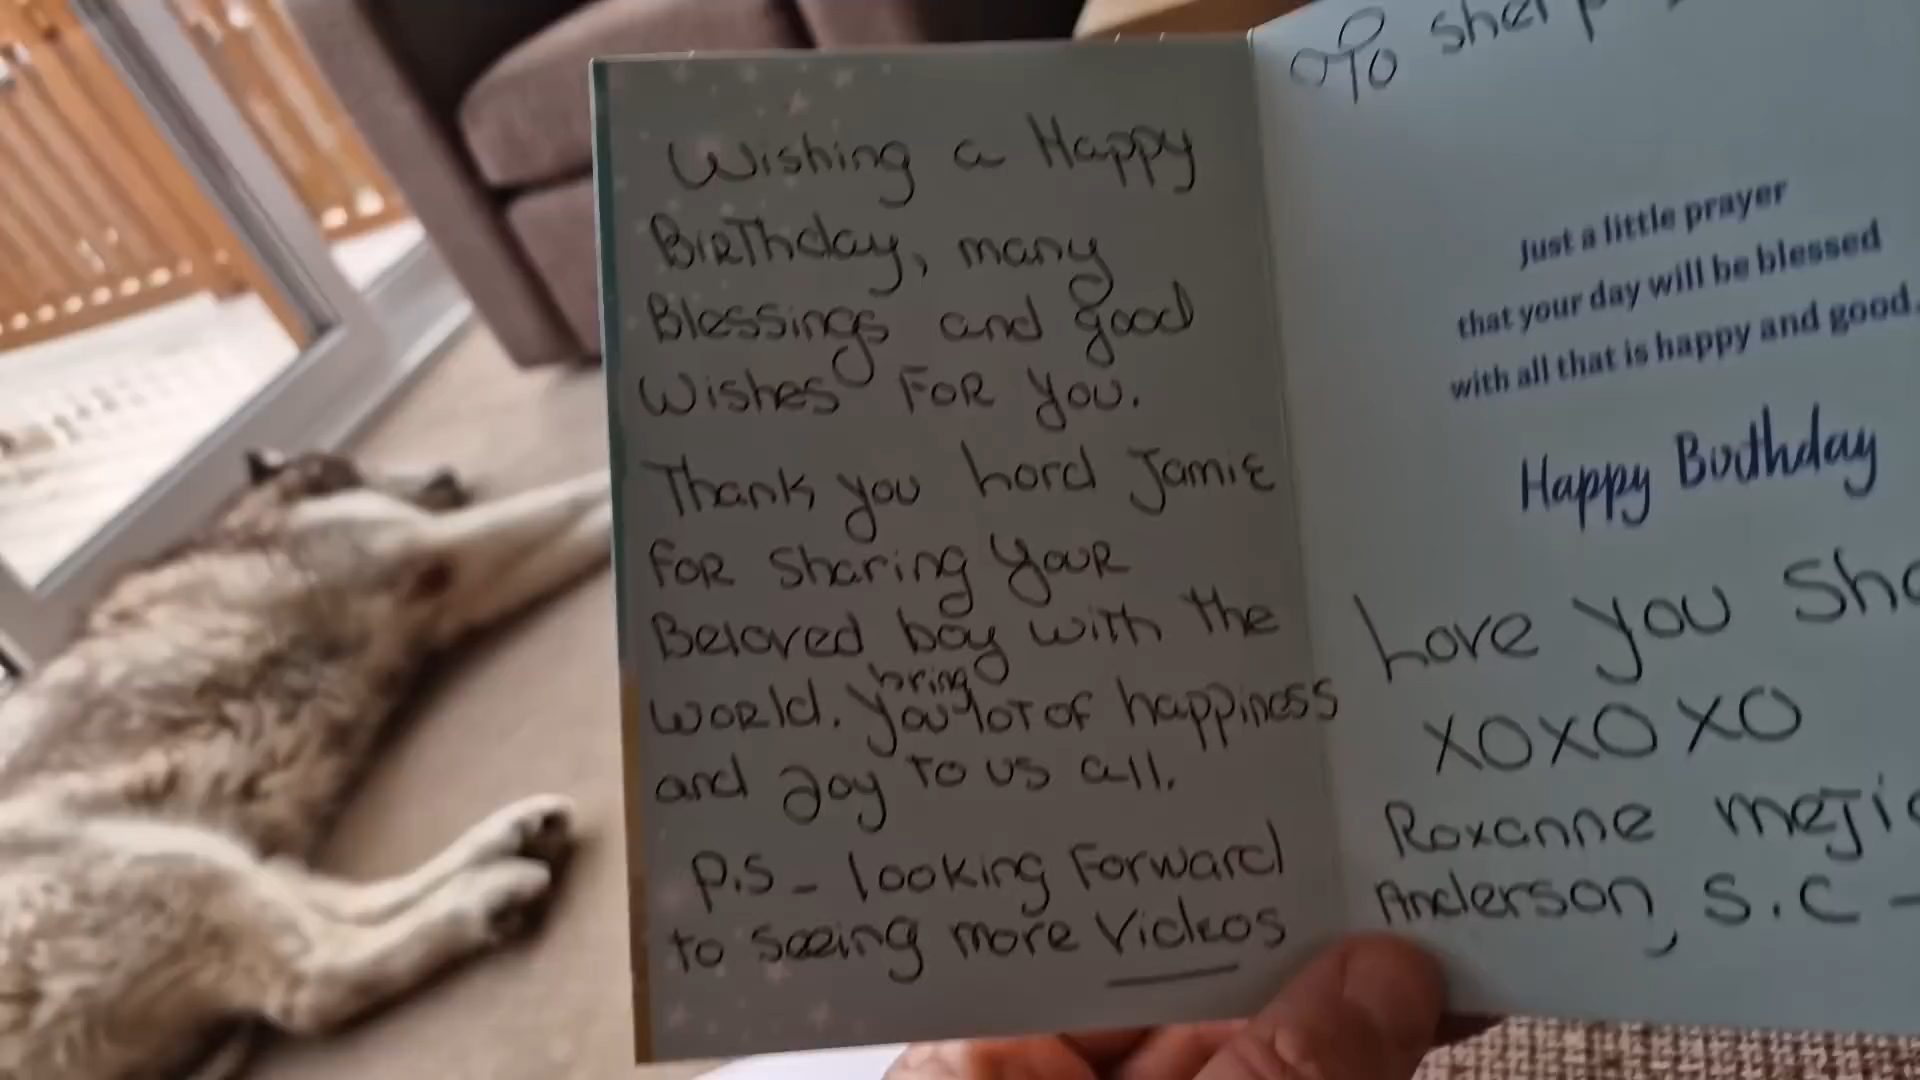 Wishing a Happy
BiRThday, many
Blessings and good
Wishes FOR you.
Thank you Lord Jamie
FOR Sharing YouR
Beloved boy with the
bring
WORld. You lot of happiness
and Joy to us all.
P.S - looking Forward
to seeing more Videos
To
Just a little prayer
that your day will be blessed
with all that is happy and good.
Happy Birthday
Love you
XOXOXO
Roxanne
Anderson, S.C -